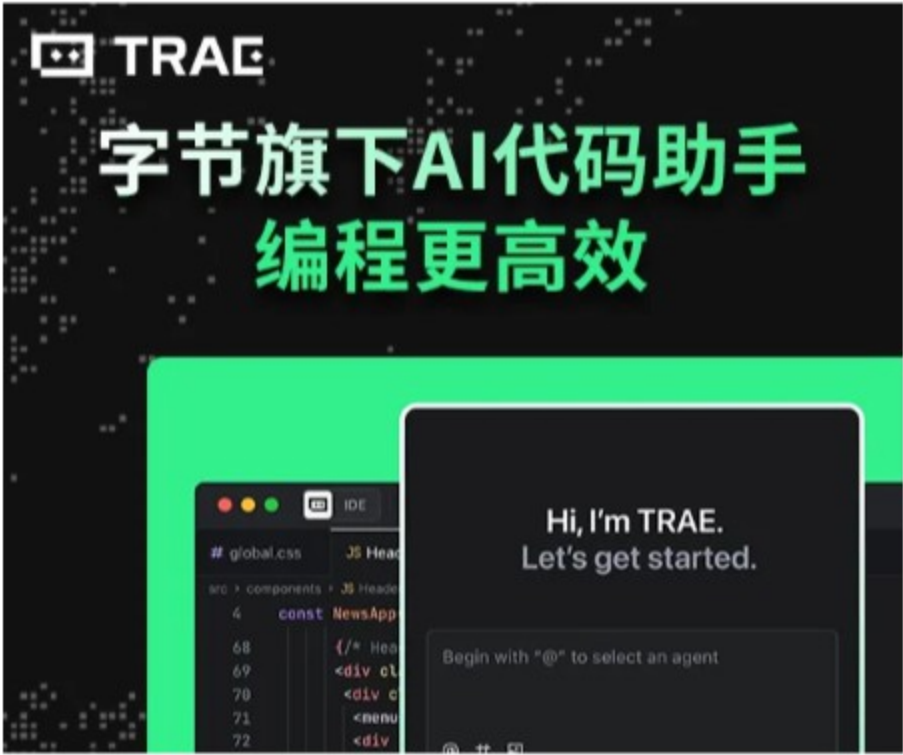 TRAE
字节旗下AI代码助手
编程更高效
IDE
# global.css
JS Head
src › components › JS Heade
4 const NewsApp
68 {/* Hea
69 <div cl
70 <div c
71 <menu
72 <div
Hi, I'm TRAE.
Let's get started.
Begin with "@" to select an agent
@ #